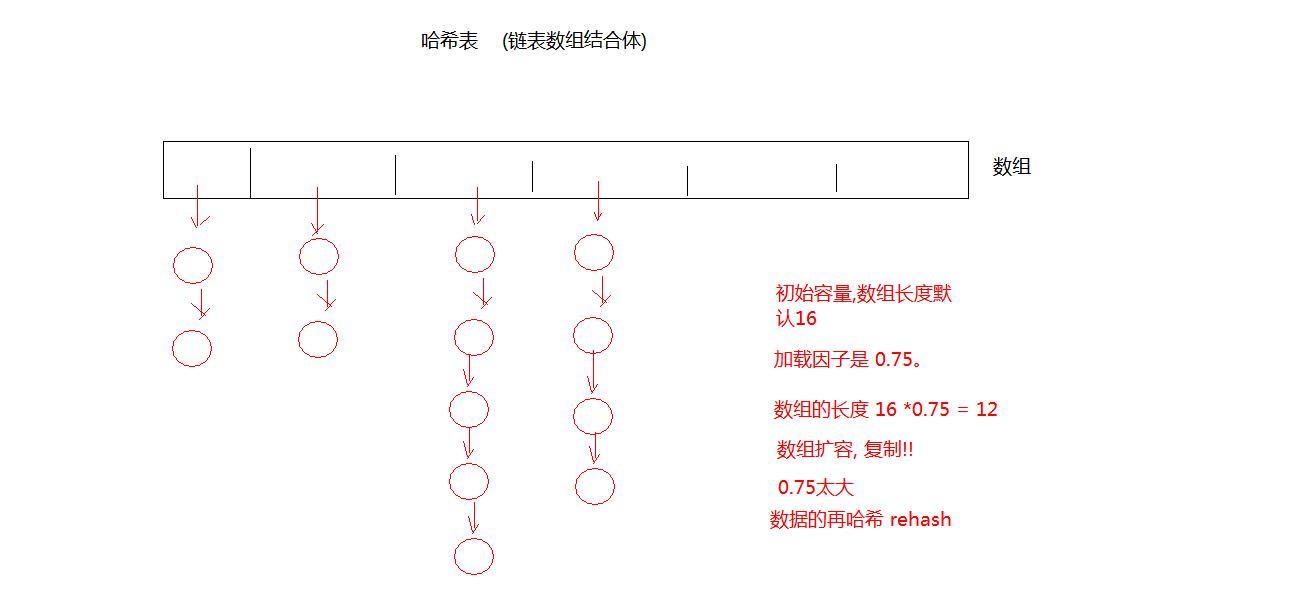 哈希表 (链表数组结合体)
数组
初始容量,数组长度默
认16
加载因子是 0.75。
数组的长度 16 *0.75 = 12
数组扩容, 复制!!
0.75太大
数据的再哈希 rehash